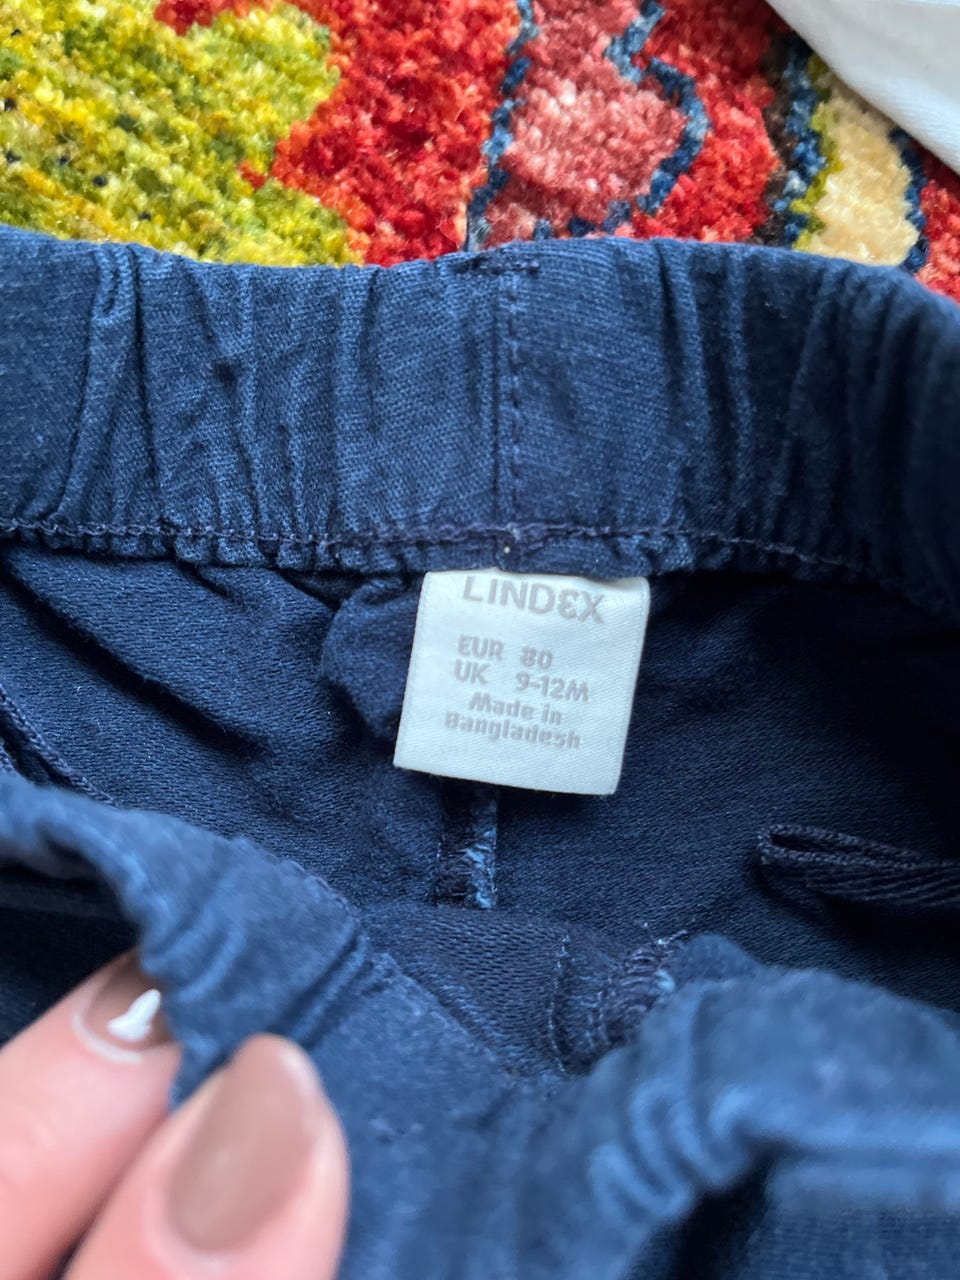 LINDEX
EUR 80
UK 9-12M
Made in
Bangladesh